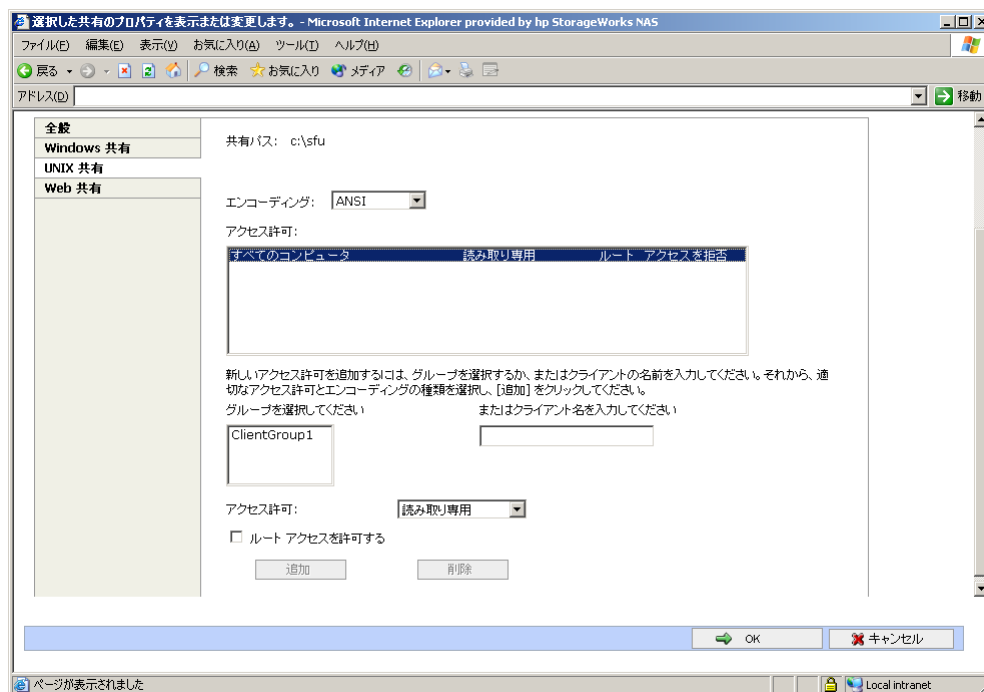 選択した共有のプロパティを表示または変更します。 - Microsoft Internet Explorer provided by hp StorageWorks NAS
ファイル(F) 編集(E) 表示(V) お気に入り(A) ツール(T) ヘルプ(H)
戻る 検索 お気に入り メディア
アドレス(D) 移動
全般
Windows 共有
UNIX 共有
Web 共有
共有パス: c:\sfu
エンコーディング: ANSI
アクセス許可:
すべてのコンピュータ 読み取り専用 ルート アクセスを拒否
新しいアクセス許可を追加するには、グループを選択するか、またはクライアントの名前を入力してください。それから、適
切なアクセス許可とエンコーディングの種類を選択し、[追加] をクリックしてください。
グループを選択してください またはクライアント名を入力してください
ClientGroup1
アクセス許可: 読み取り専用
ルート アクセスを許可する
追加 削除
OK キャンセル
ページが表示されました Local intranet